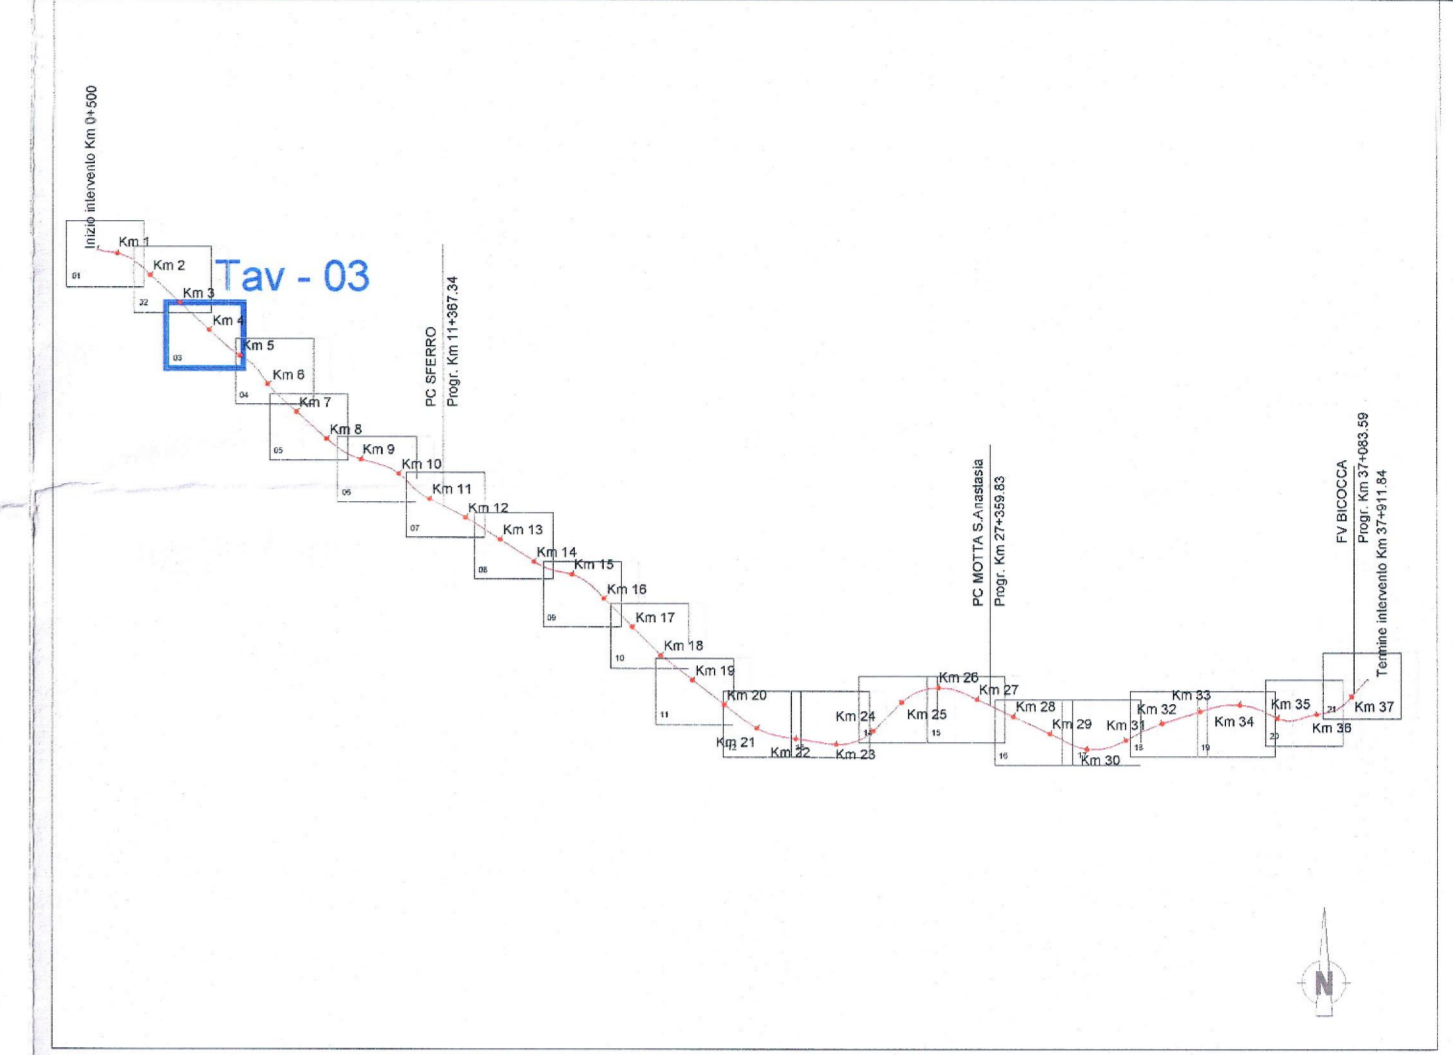 Inizio intervento Km 0+500
Km 1
01
Km 2
02
Tav - 03
Km 3
Km 4
03
Km 5
Km 6
04
Km 7
Km 8
05
PC SFERRO
Progr. Km 11+367.34
Km 9
Km 10
06
Km 11
Km 12
07
Km 13
Km 14
08
Km 15
Km 16
09
Km 17
Km 18
10
Km 19
Km 20
11
Km 21
12
Km 22
Km 23
Km 24
14
Km 25
Km 26
15
PC MOTTA S.Anastasia
Progr. Km 27+359.83
Km 27
Km 28
16
Km 29
17
Km 30
Km 31
18
Km 32
Km 33
19
Km 34
Km 35
20
Km 36
21
Km 37
FV BICOCCA
Progr. Km 37+083.59
Termine intervento Km 37+911.84
N